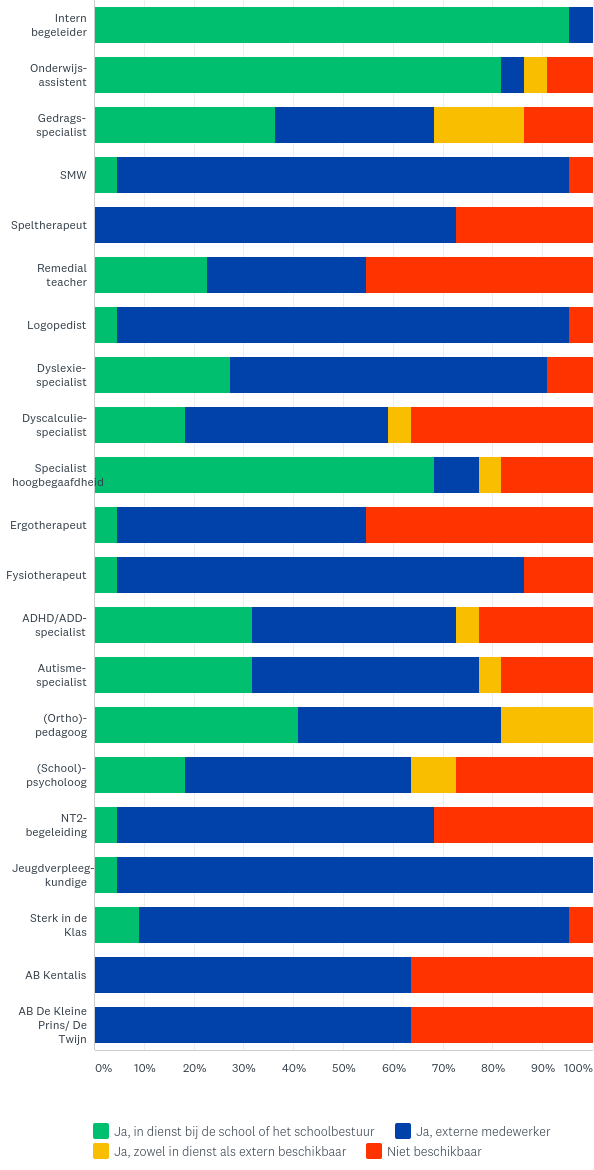 Intern
begeleider
Onderwijs-
assistent
Gedrags-
specialist
SMW
Speltherapeut
Remedial
teacher
Logopedist
Dyslexie-
specialist
Dyscalculie-
specialist
Specialist
hoogbegaafdheid
Ergotherapeut
Fysiotherapeut
ADHD/ADD-
specialist
Autisme-
specialist
(Ortho)-
pedagoog
(School)-
psycholoog
NT2-
begeleiding
Jeugdverpleeg-
kundige
Sterk in de
Klas
AB Kentalis
AB De Kleine
Prins/ De
Twijn
0% 10% 20% 30% 40% 50% 60% 70% 80% 90% 100%
Ja, in dienst bij de school of het schoolbestuur Ja, externe medewerker
Ja, zowel in dienst als extern beschikbaar Niet beschikbaar